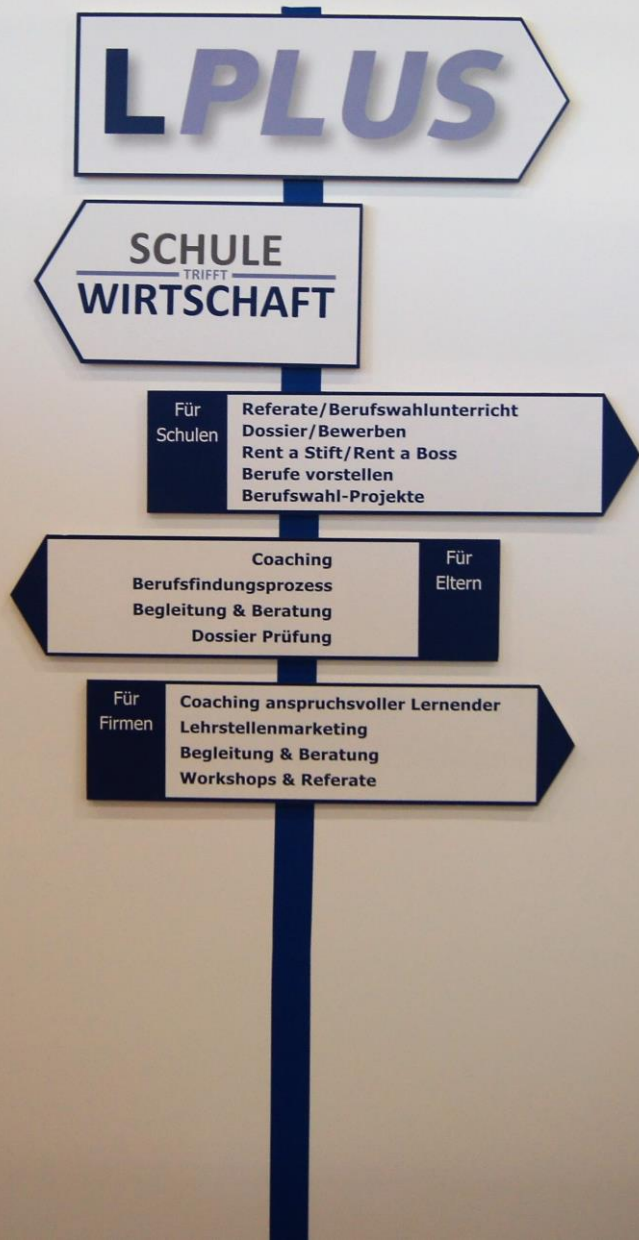 LPLUS
SCHULE
TRIFFT
WIRTSCHAFT
Für
Schulen
Referate/Berufswahlunterricht
Dossier/Bewerben
Rent a Stift/Rent a Boss
Berufe vorstellen
Berufswahl-Projekte
Coaching
Berufsfindungsprozess
Begleitung & Beratung
Dossier Prüfung
Für
Eltern
Für
Firmen
Coaching anspruchsvoller Lernender
Lehrstellenmarketing
Begleitung & Beratung
Workshops & Referate